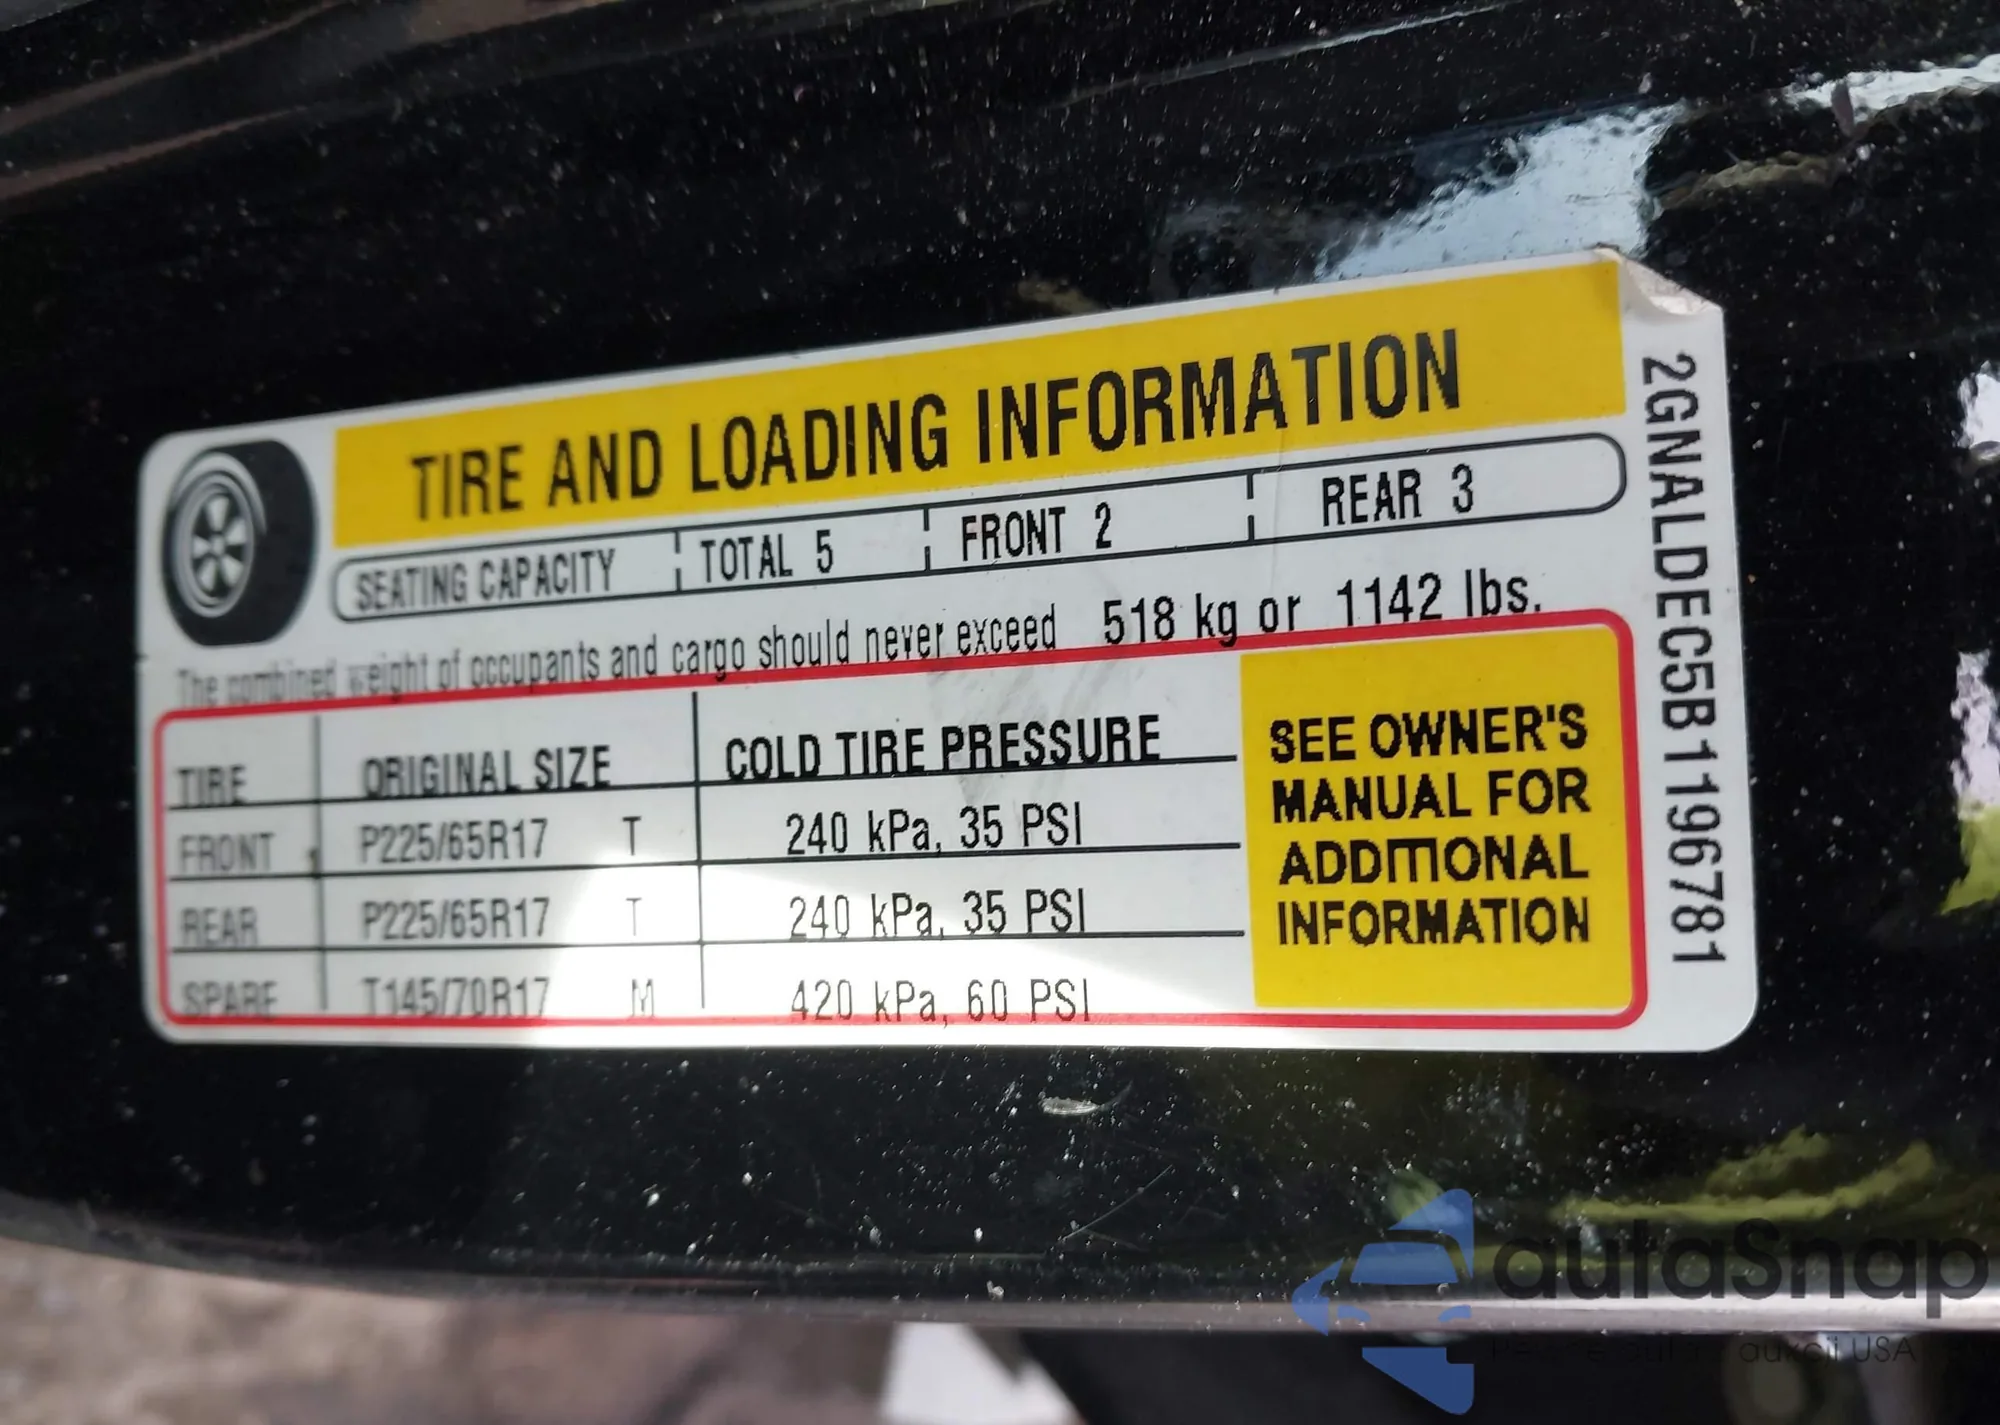 TIRE AND LOADING INFORMATION
SEATING CAPACITY TOTAL 5 FRONT 2 REAR 3
The combined weight of occupants and cargo should never exceed 518 kg or 1142 lbs.
TIRE ORIGINAL SIZE COLD TIRE PRESSURE
FRONT P225/65R17 T 240 kPa, 35 PSI
REAR P225/65R17 T 240 kPa, 35 PSI
SPARE T145/70R17 M 420 kPa, 60 PSI
SEE OWNER'S
MANUAL FOR
ADDITIONAL
INFORMATION
2GNALDEC5B1196781
autaSnap
aukcji USA